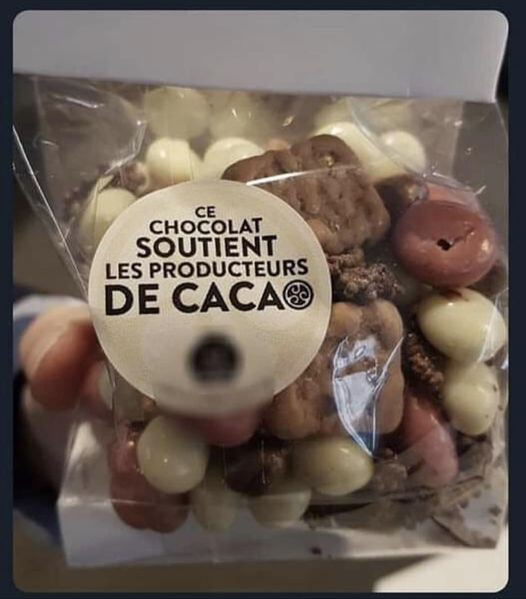 CE
CHOCOLAT
SOUTIENT
LES PRODUCTEURS
DE CACAO